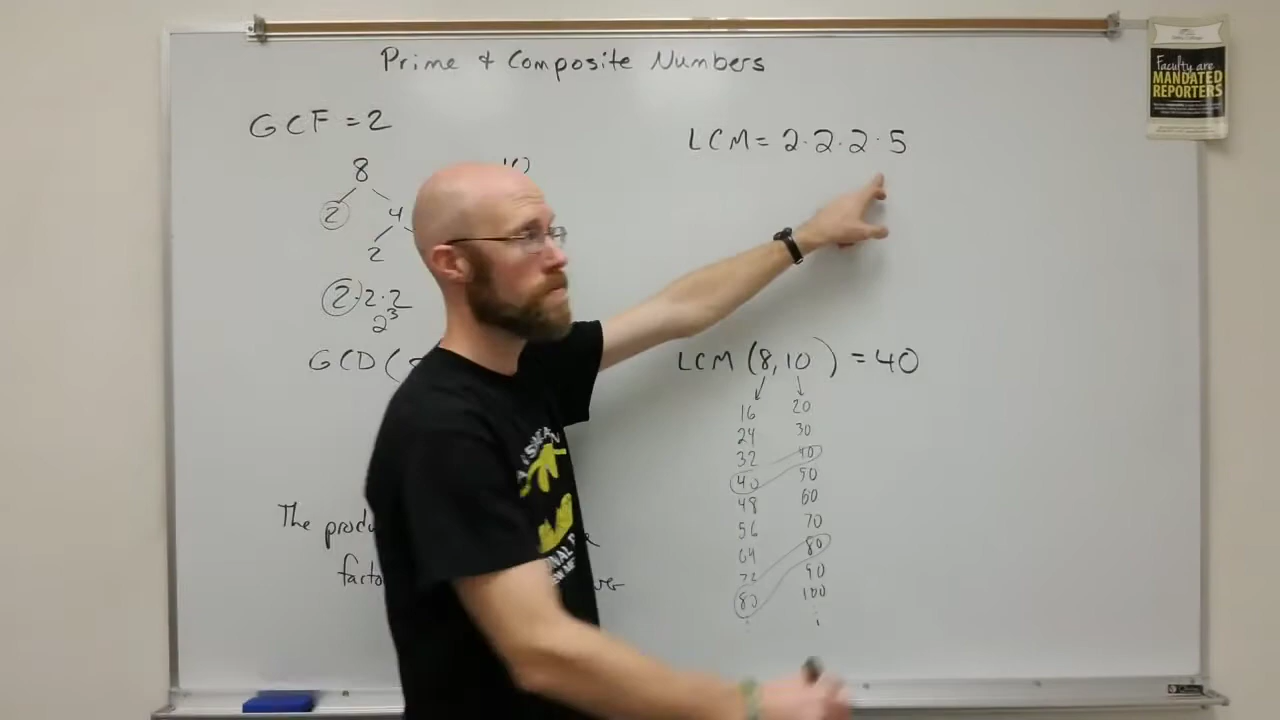 Prime & Composite Numbers
Faculty are
MANDATED
REPORTERS
GCF = 2
LCM = 2·2·2·5
8
10
2
4
2
2·2·2
2³
GCD (
LCM (8,10) = 40
16 20
24 30
32 40
40 50
48 60
56 70
64 80
72 90
80 100
The